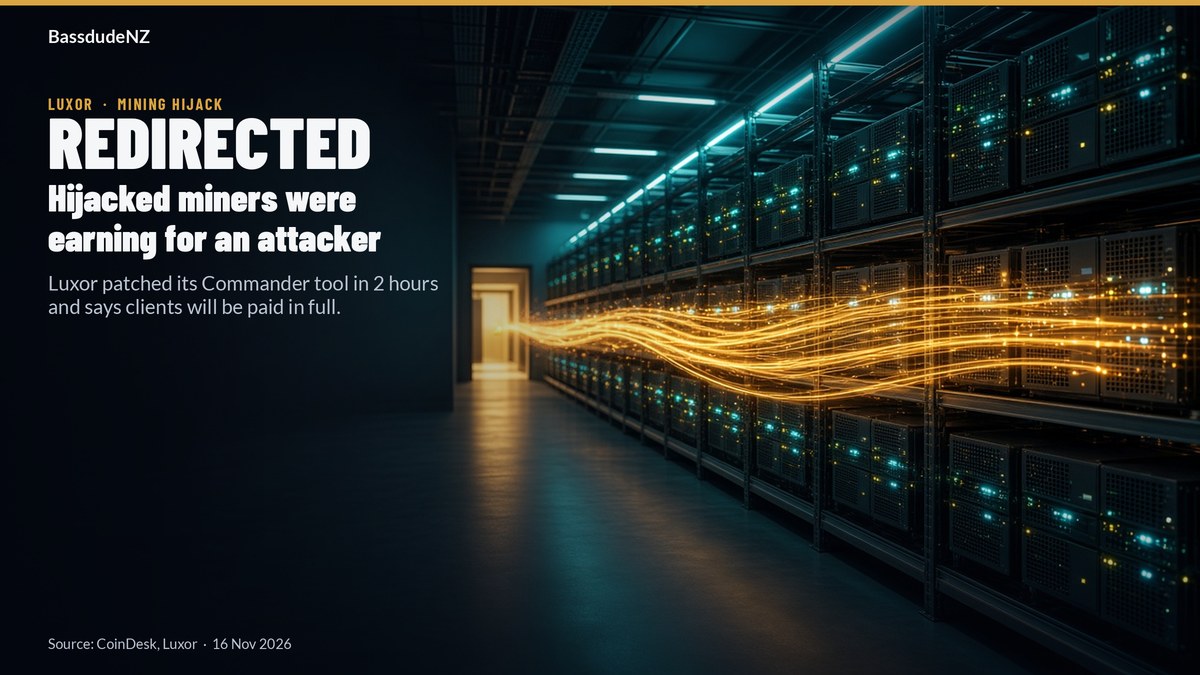 BassdudeNZ
LUXOR · MINING HIJACK
REDIRECTED
Hijacked miners were
earning for an attacker
Luxor patched its Commander tool in 2 hours
and says clients will be paid in full.
Source: CoinDesk, Luxor · 16 Nov 2026